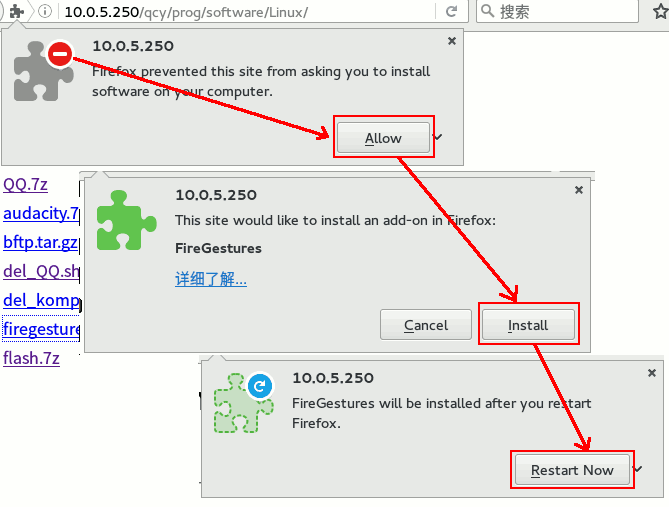 10.0.5.250/qcy/prog/software/Linux/
搜索
10.0.5.250
Firefox prevented this site from asking you to install
software on your computer.
Allow
QQ.7z
audacity.7
bftp.tar.gz
del_QQ.sh
del_komp
firegesture
flash.7z
10.0.5.250
This site would like to install an add-on in Firefox:
FireGestures
详细了解...
Cancel
Install
10.0.5.250
FireGestures will be installed after you restart
Firefox.
Restart Now